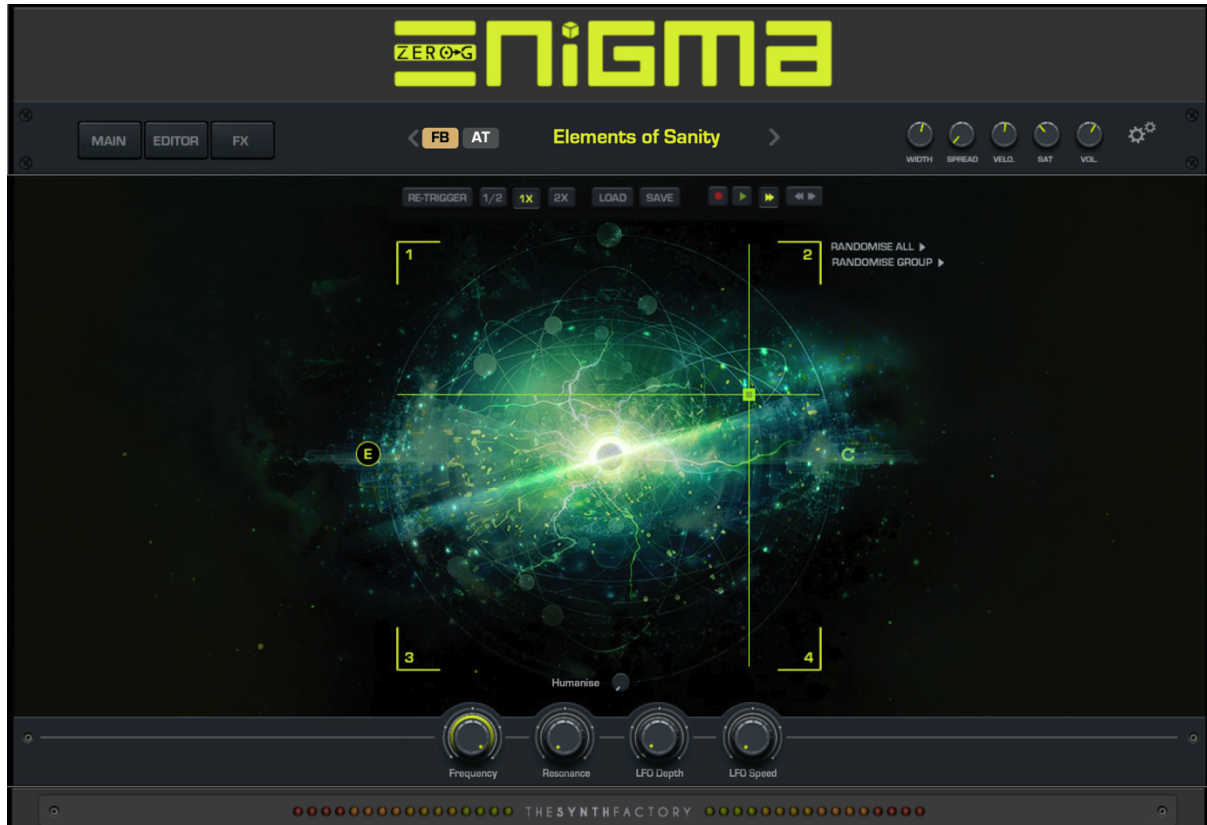 ZERO-G ENiGMA
MAIN EDITOR FX
FB AT Elements of Sanity
WIDTH SPREAD VELO. SAT VOL.
RE-TRIGGER 1/2 1X 2X LOAD SAVE
1 2
RANDOMISE ALL
RANDOMISE GROUP
E
3 4
Humanise
Frequency Resonance LFO Depth LFO Speed
THESYNTHFACTORY